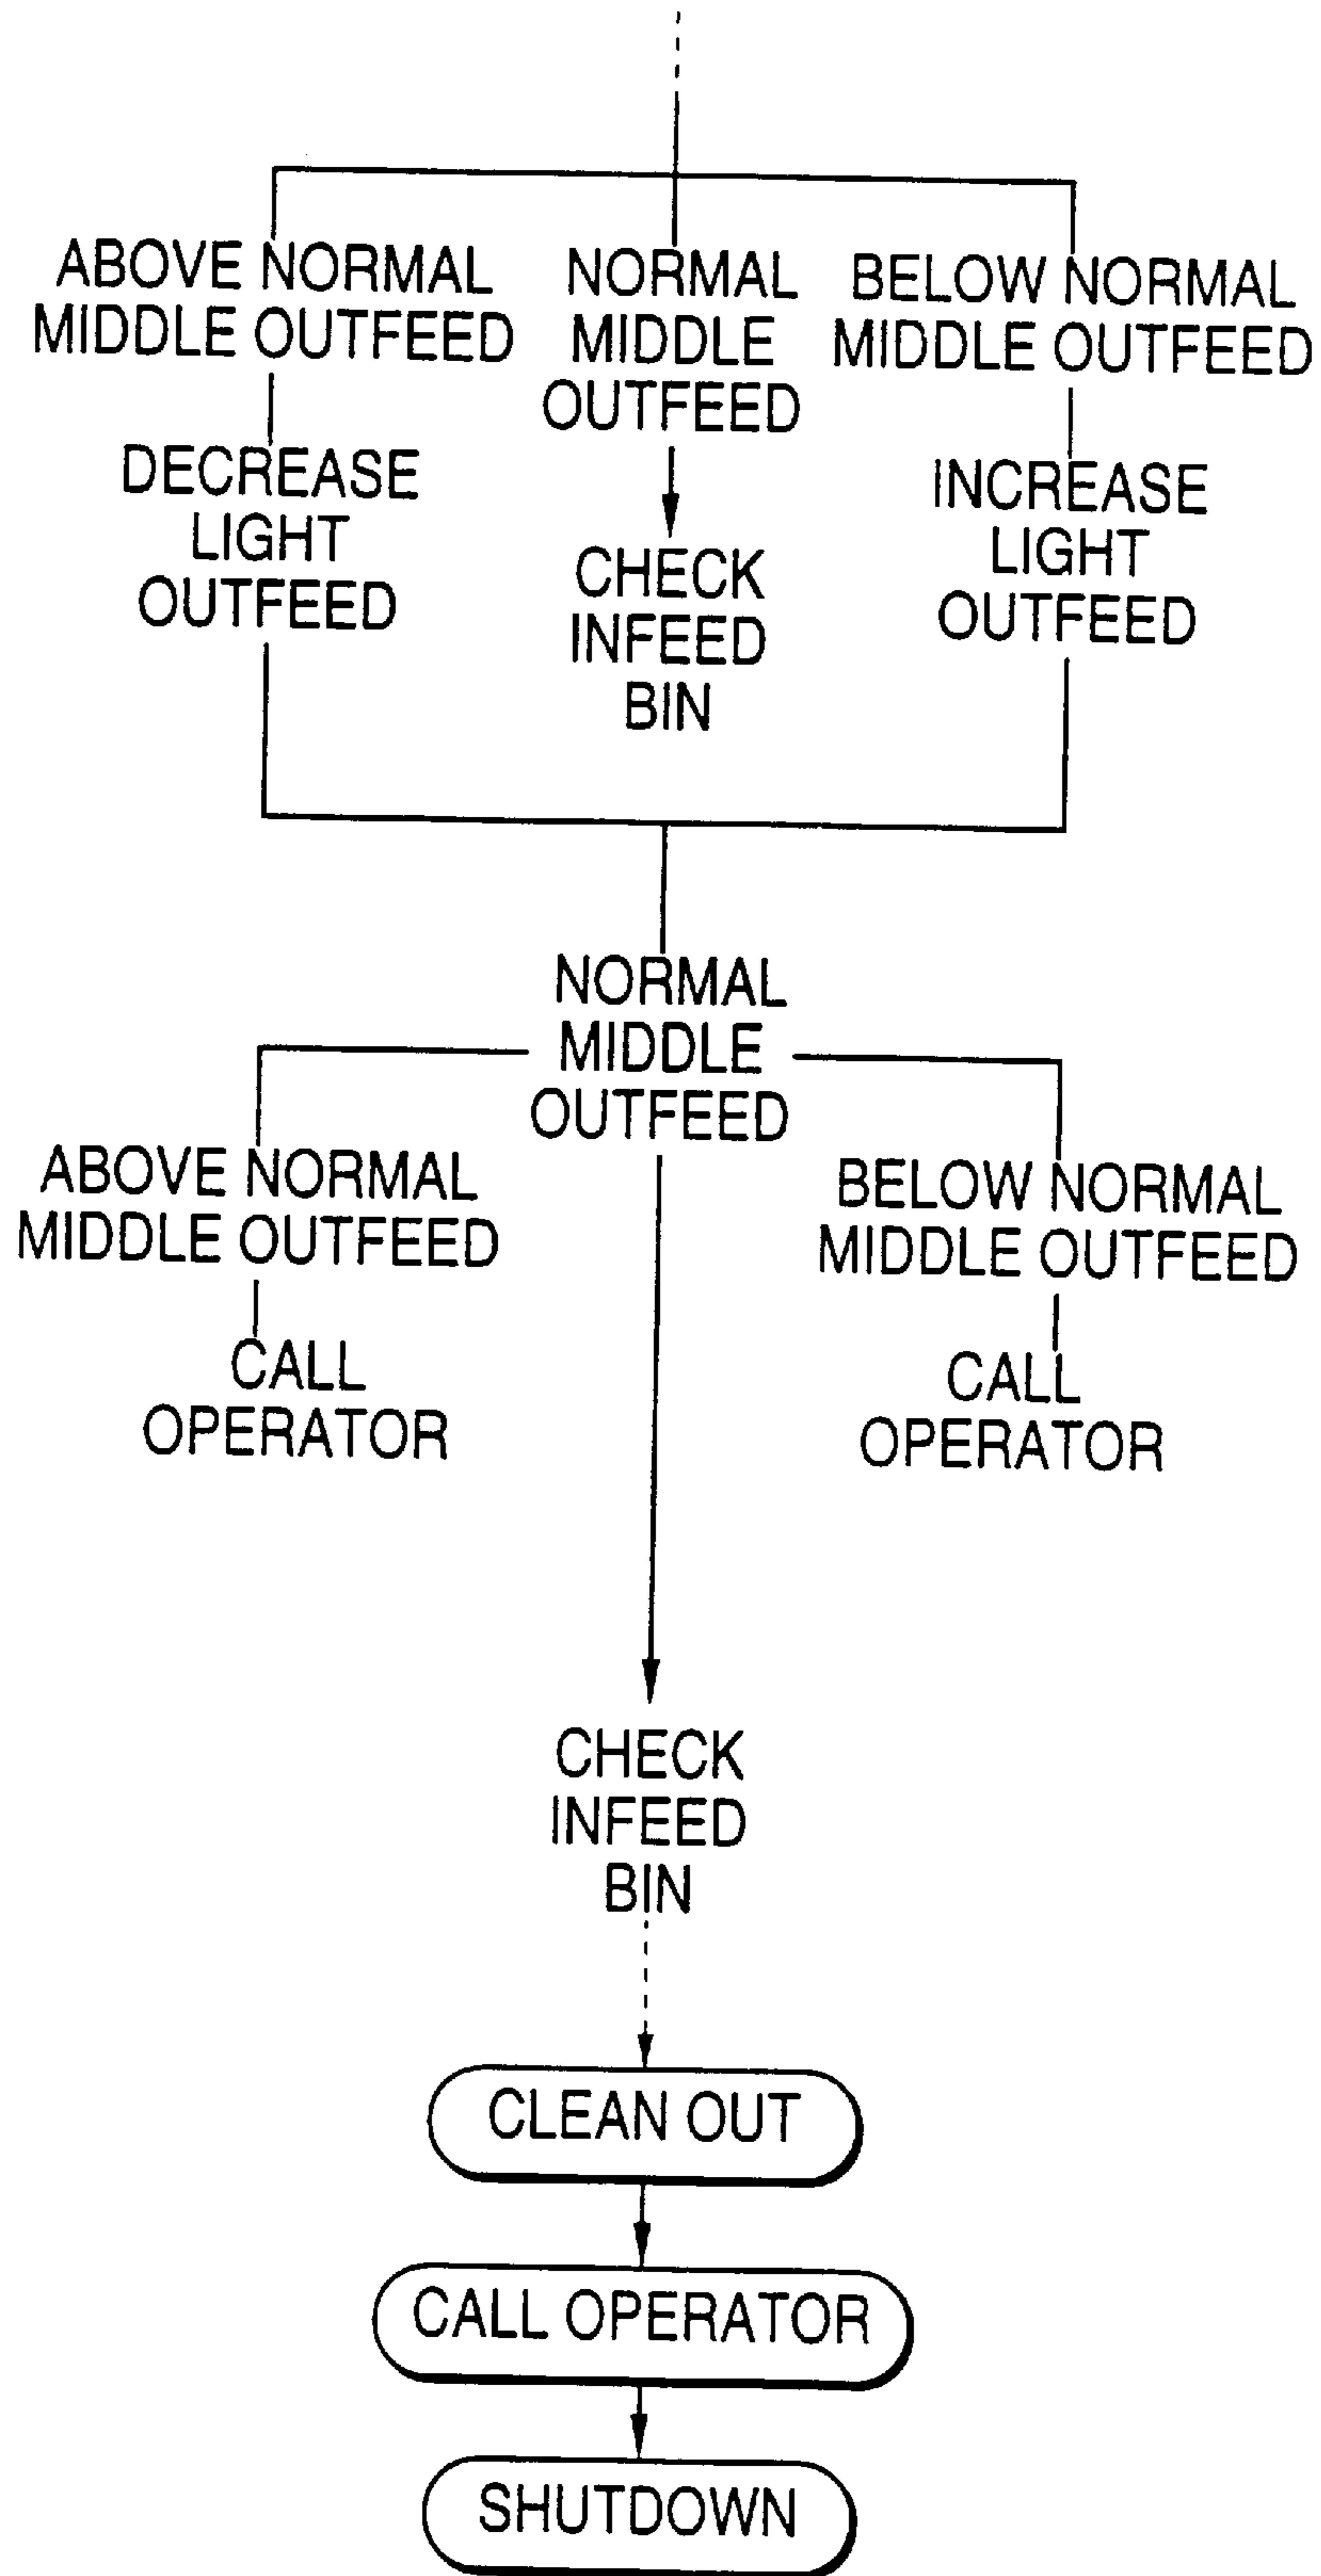 ABOVE NORMAL
MIDDLE OUTFEED
NORMAL
MIDDLE
OUTFEED
BELOW NORMAL
MIDDLE OUTFEED
DECREASE
LIGHT
OUTFEED
CHECK
INFEED
BIN
INCREASE
LIGHT
OUTFEED
NORMAL
MIDDLE
OUTFEED
ABOVE NORMAL
MIDDLE OUTFEED
BELOW NORMAL
MIDDLE OUTFEED
CALL
OPERATOR
CALL
OPERATOR
CHECK
INFEED
BIN
CLEAN OUT
CALL OPERATOR
SHUTDOWN